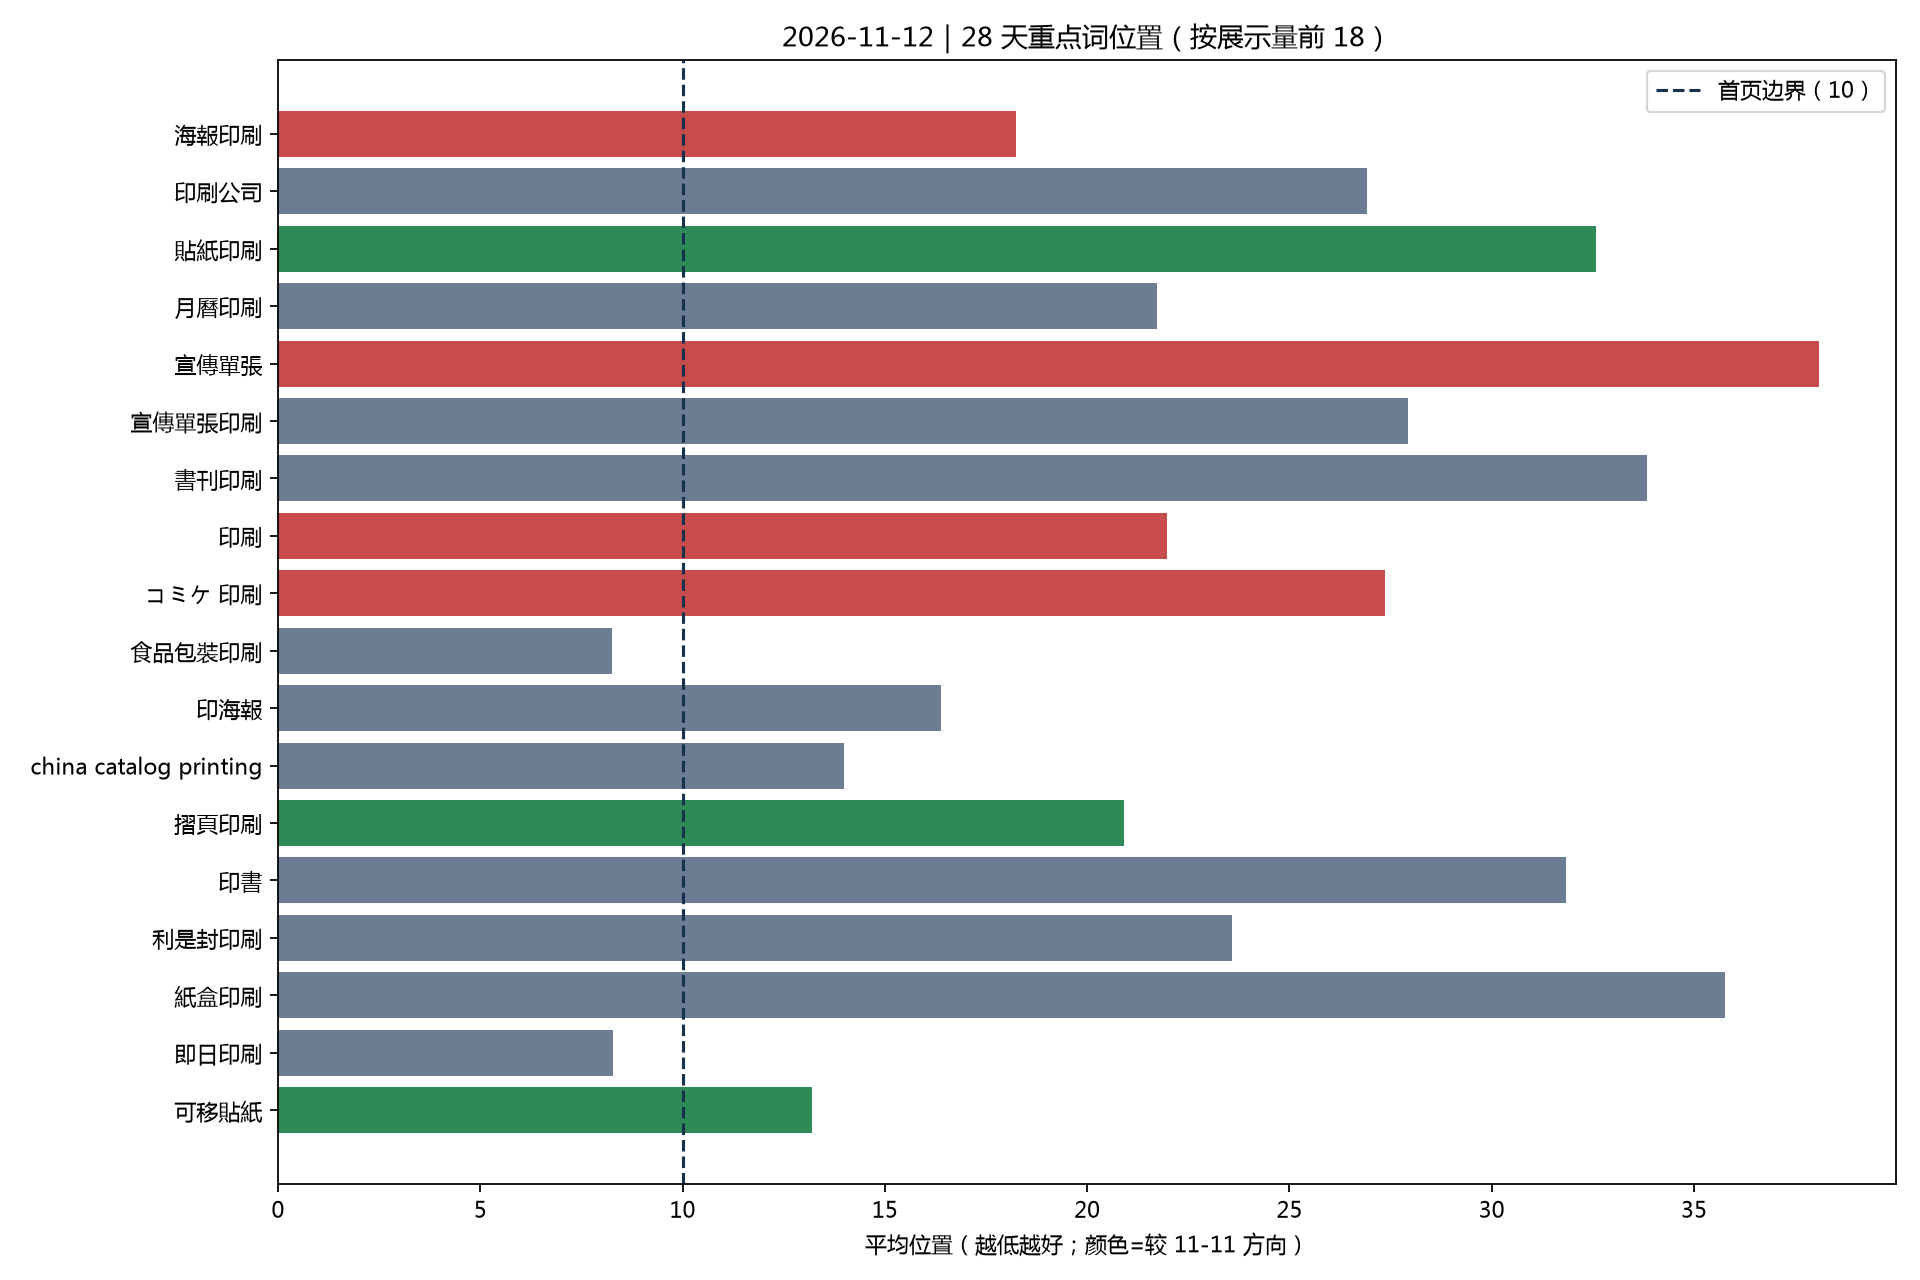 2026-11-12｜28 天重点词位置（按展示量前 18）
首页边界（10）
海報印刷
印刷公司
貼紙印刷
月曆印刷
宣傳單張
宣傳單張印刷
書刊印刷
印刷
コミケ 印刷
食品包裝印刷
印海報
china catalog printing
摺頁印刷
印書
利是封印刷
紙盒印刷
即日印刷
可移貼紙
0 5 10 15 20 25 30 35
平均位置（越低越好；颜色=较 11-11 方向）